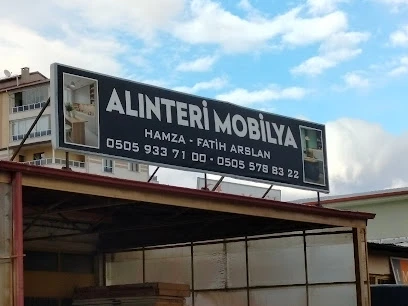 ALINTERİ MOBİLYA
HAMZA - FATİH ARSLAN
0505 933 71 00 • 0505 578 83 22